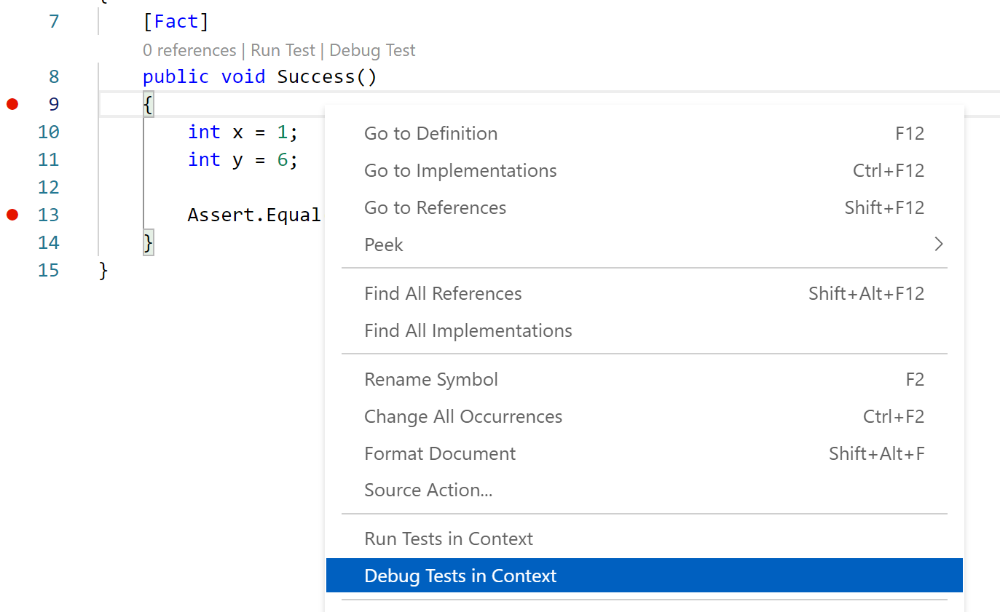 {
7 [Fact]
0 references | Run Test | Debug Test
8 public void Success()
9 {
10 int x = 1;
11 int y = 6;
12
13 Assert.Equal
14 }
15 }
Go to Definition F12
Go to Implementations Ctrl+F12
Go to References Shift+F12
Peek
Find All References Shift+Alt+F12
Find All Implementations
Rename Symbol F2
Change All Occurrences Ctrl+F2
Format Document Shift+Alt+F
Source Action...
Run Tests in Context
Debug Tests in Context